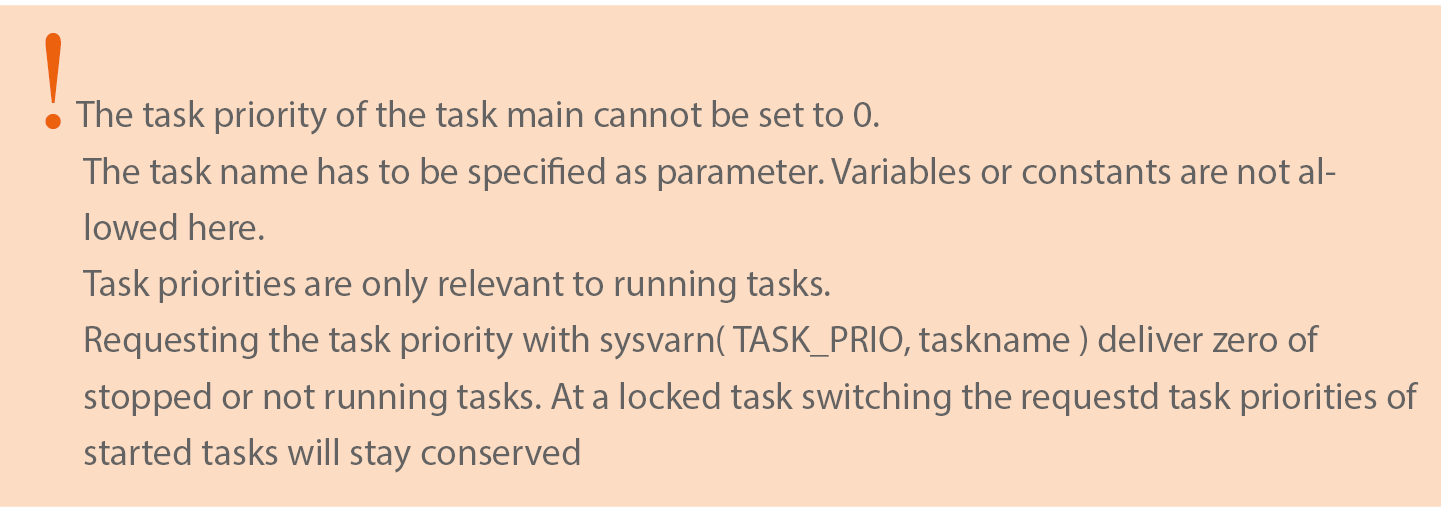 ! The task priority of the task main cannot be set to 0.
The task name has to be specified as parameter. Variables or constants are not al-
lowed here.
Task priorities are only relevant to running tasks.
Requesting the task priority with sysvarn( TASK_PRIO, taskname ) deliver zero of
stopped or not running tasks. At a locked task switching the requestd task priorities of
started tasks will stay conserved